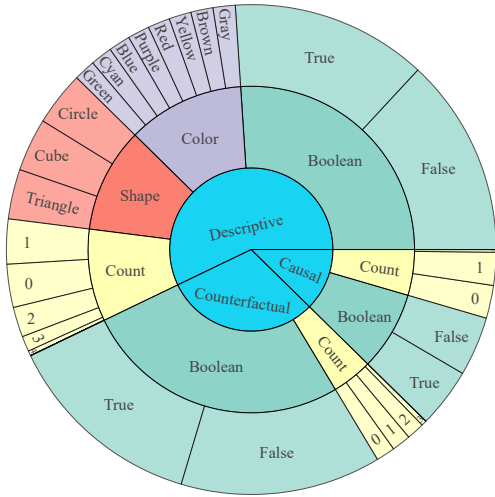 Descriptive
Causal
Counterfactual
Boolean
Color
Shape
Count
Boolean
Count
Boolean
Count
True
False
Gray
Brown
Yellow
Red
Purple
Blue
Cyan
Green
Circle
Cube
Triangle
1
0
2
3
True
False
0
1
2
True
False
0
1